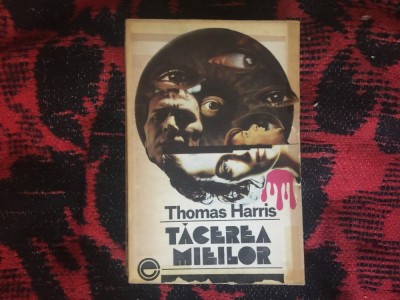 Thomas Harris
TĂCEREA
MIEILOR
e